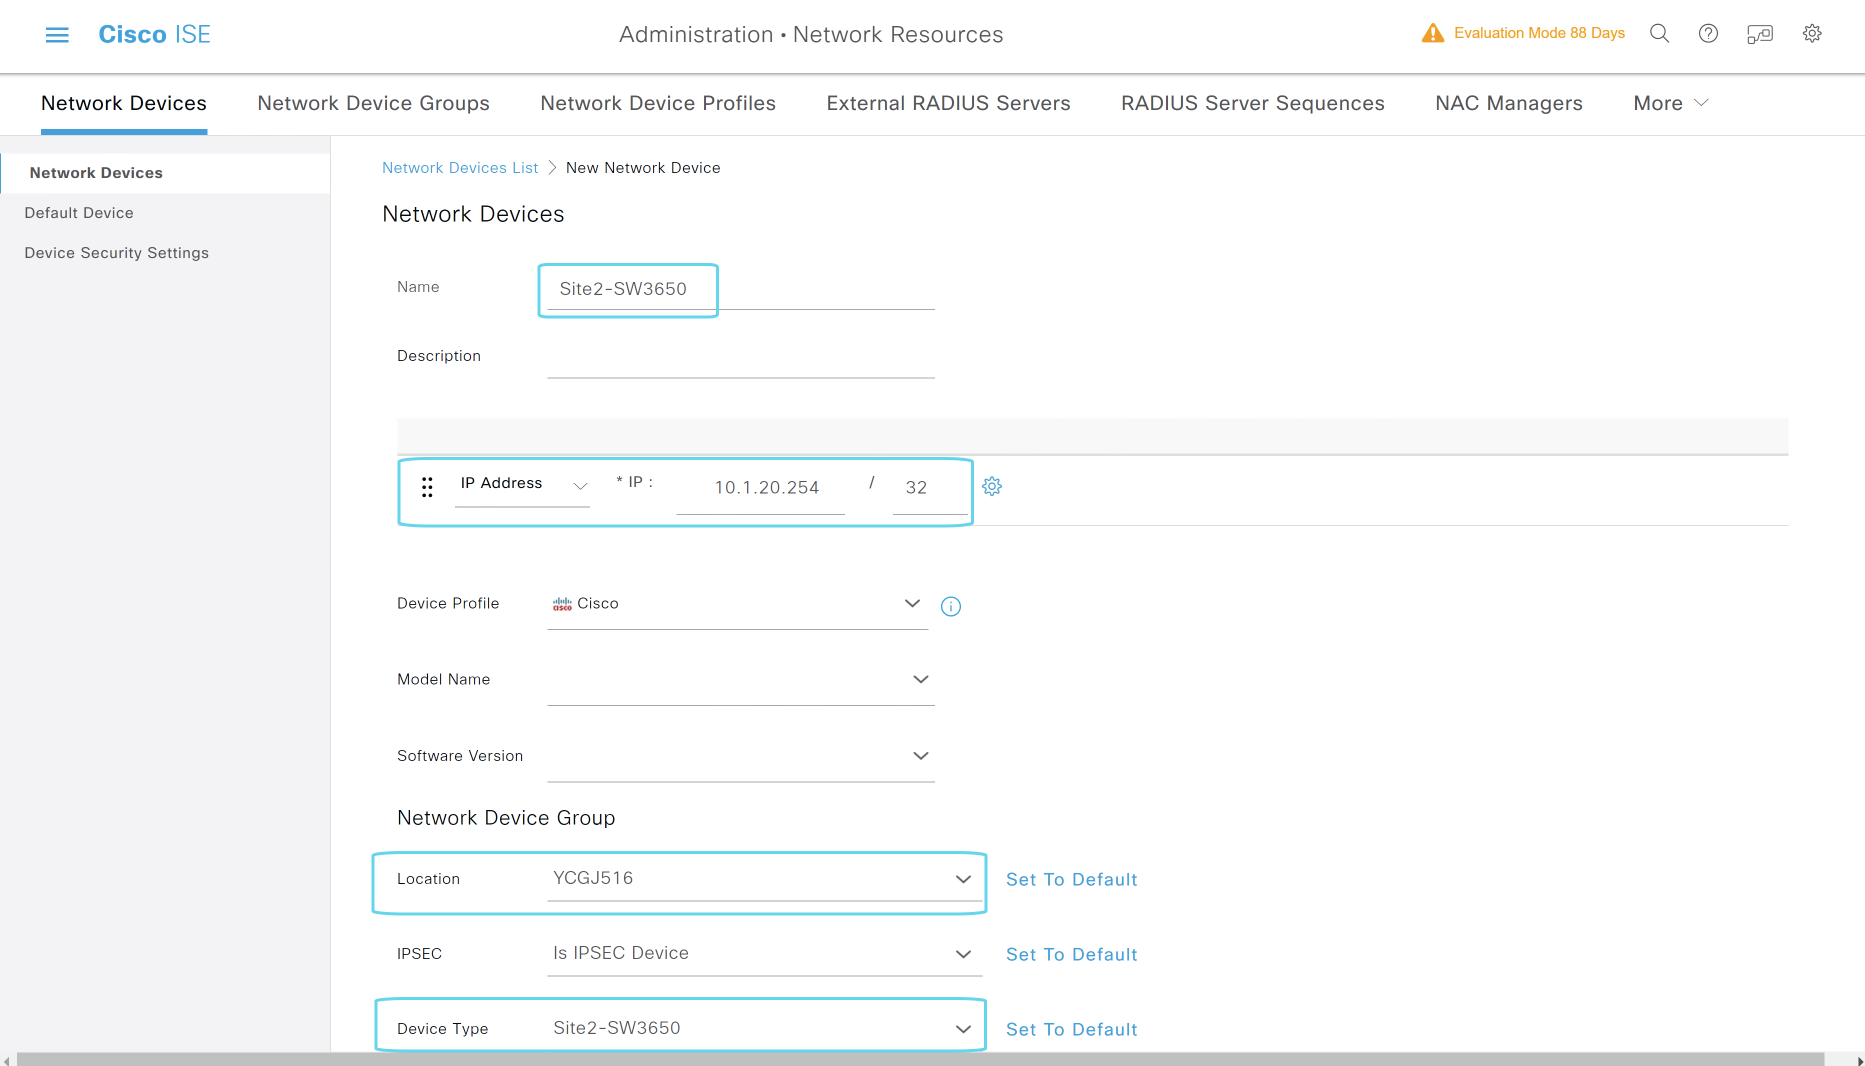 Cisco ISE
Administration • Network Resources
Evaluation Mode 88 Days
Network Devices
Network Device Groups
Network Device Profiles
External RADIUS Servers
RADIUS Server Sequences
NAC Managers
More
Network Devices
Default Device
Device Security Settings
Network Devices List > New Network Device
Network Devices
Name Site2-SW3650
Description
IP Address * IP : 10.1.20.254 / 32
Device Profile cisco Cisco
Model Name
Software Version
Network Device Group
Location YCGJ516 Set To Default
IPSEC Is IPSEC Device Set To Default
Device Type Site2-SW3650 Set To Default